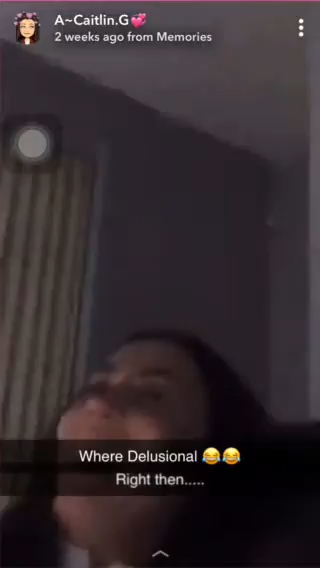 A~Caitlin.G💞
2 weeks ago from Memories
Where Delusional 😂😂
Right then.....